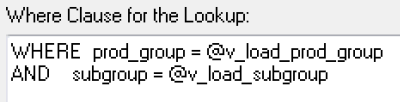 Where Clause for the Lookup:
WHERE prod_group = @v_load_prod_group
AND subgroup = @v_load_subgroup